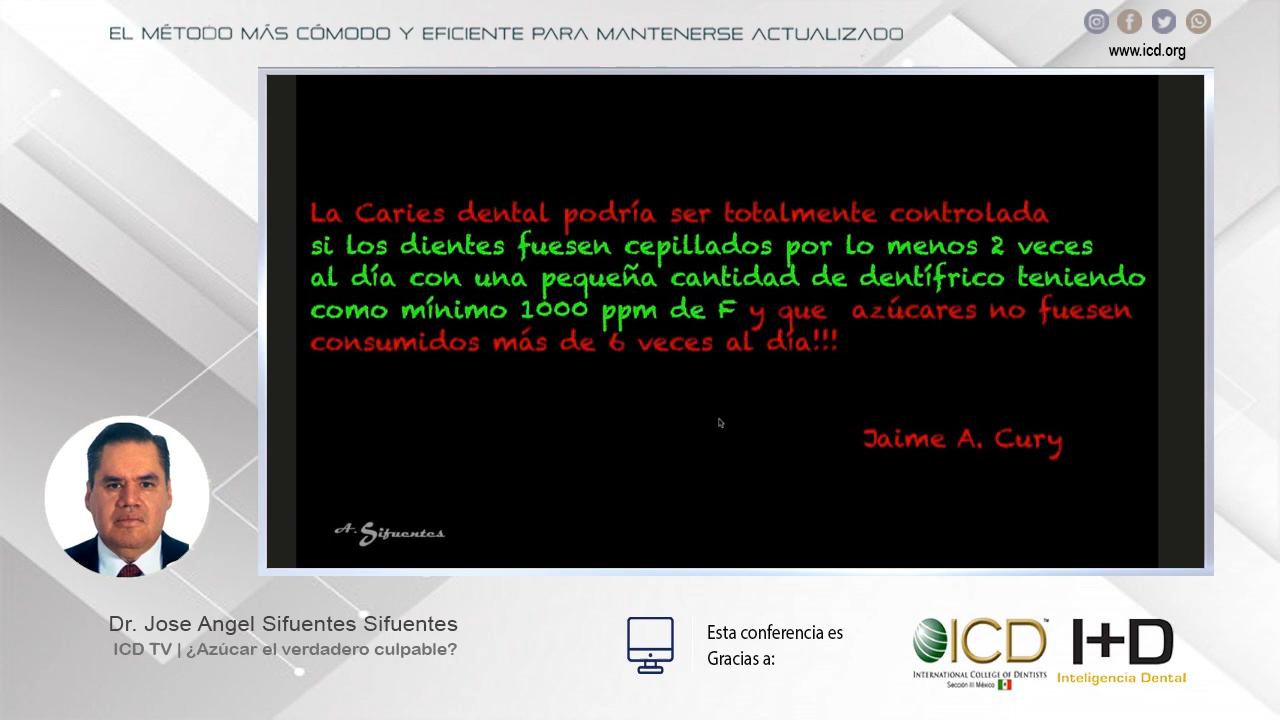 EL MÉTODO MÁS CÓMODO Y EFICIENTE PARA MANTENERSE ACTUALIZADO
www.icd.org
La Caries dental podría ser totalmente controlada
si los dientes fuesen cepillados por lo menos 2 veces
al día con una pequeña cantidad de dentífrico teniendo
como mínimo 1000 ppm de F y que azúcares no fuesen
consumidos más de 6 veces al día!!!
Jaime A. Cury
A. Sifuentes
Dr. Jose Angel Sifuentes Sifuentes
ICD TV | ¿Azúcar el verdadero culpable?
Esta conferencia es
Gracias a:
ICD™
INTERNATIONAL COLLEGE OF DENTISTS
Sección III México
I+D
Inteligencia Dental